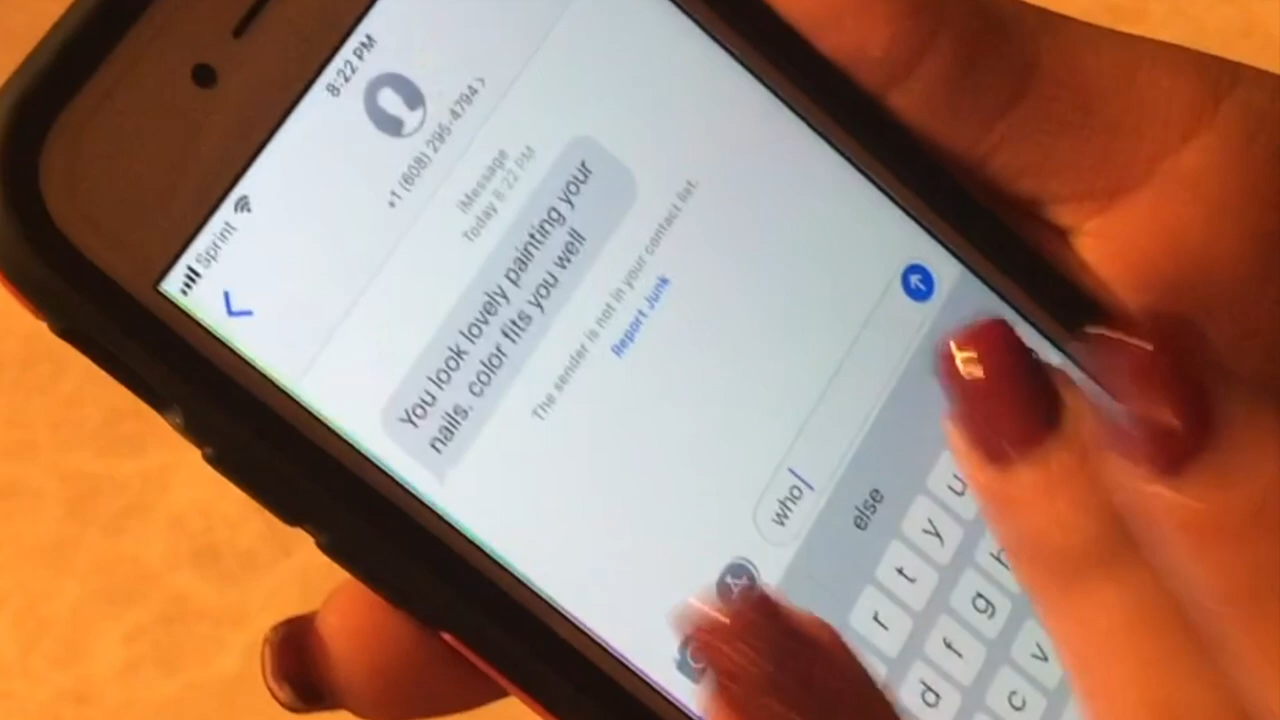 Sprint
8:22 PM
+1 (608) 295-4794 >
iMessage
Today 8:22 PM
You look lovely painting your
nails. color fits you well
The sender is not in your contact list.
Report Junk
who
else
r t y u
d f g h
c v